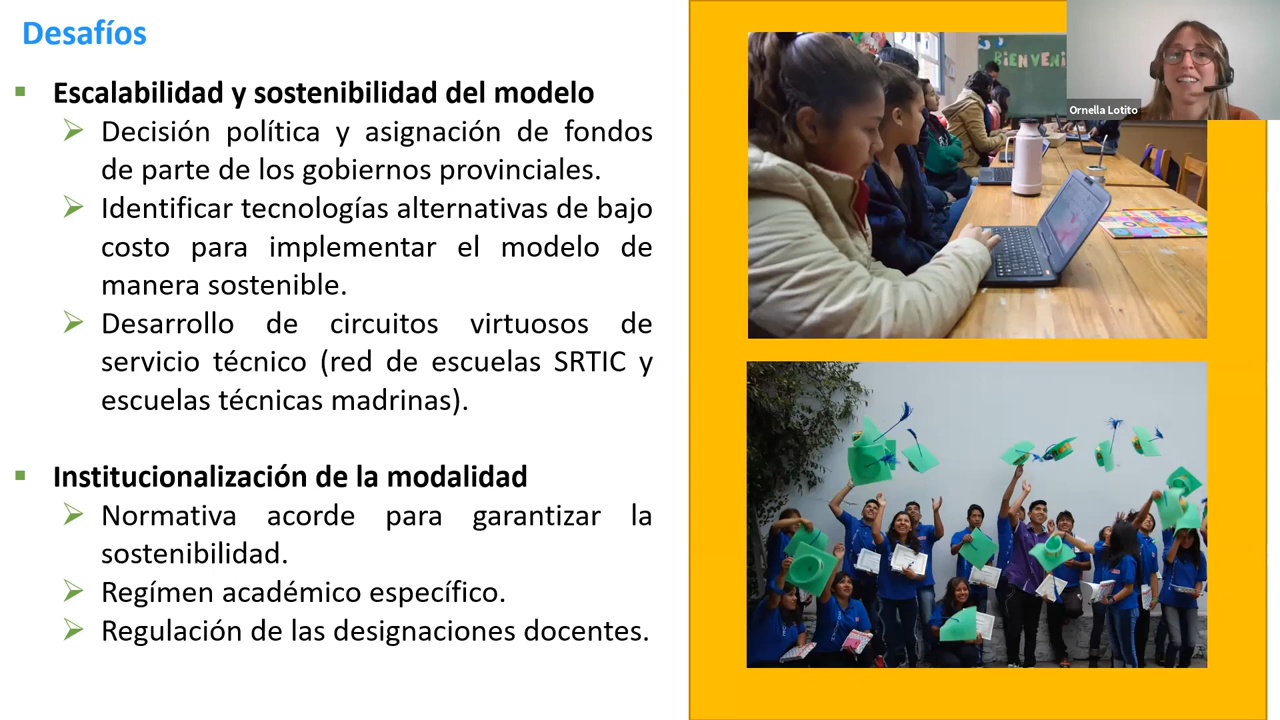 Desafíos
Escalabilidad y sostenibilidad del modelo
Decisión política y asignación de fondos
de parte de los gobiernos provinciales.
Identificar tecnologías alternativas de bajo
costo para implementar el modelo de
manera sostenible.
Desarrollo de circuitos virtuosos de
servicio técnico (red de escuelas SRTIC y
escuelas técnicas madrinas).
Institucionalización de la modalidad
Normativa acorde para garantizar la
sostenibilidad.
Regímen académico específico.
Regulación de las designaciones docentes.
BIENVENI
Ornella Lotito